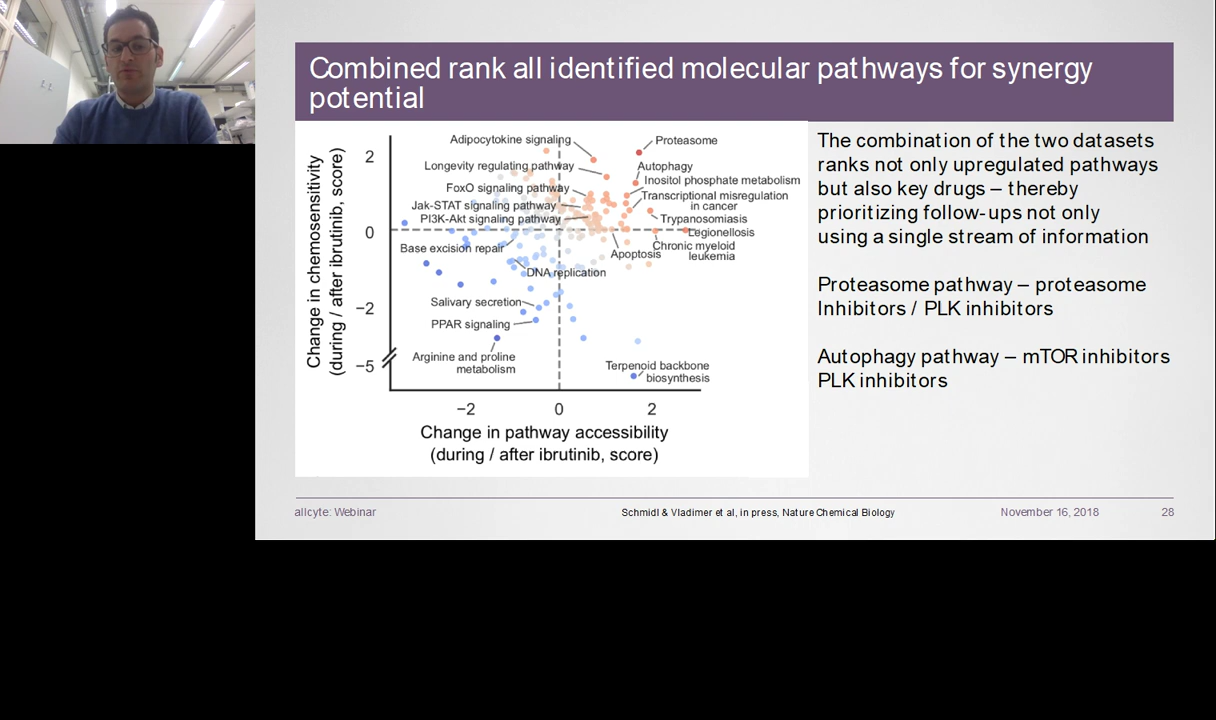 Combined rank all identified molecular pathways for synergy
potential
Change in chemosensitivity
(during / after ibrutinib, score)
2
0
−2
−5
Adipocytokine signaling
Proteasome
Longevity regulating pathway
Autophagy
Inositol phosphate metabolism
FoxO signaling pathway
Transcriptional misregulation
in cancer
Jak-STAT signaling pathway
PI3K-Akt signaling pathway
Trypanosomiasis
Legionellosis
Base excision repair
Apoptosis
Chronic myeloid
leukemia
DNA replication
Salivary secretion
PPAR signaling
Arginine and proline
metabolism
Terpenoid backbone
biosynthesis
−2 0 2
Change in pathway accessibility
(during / after ibrutinib, score)
The combination of the two datasets
ranks not only upregulated pathways
but also key drugs – thereby
prioritizing follow-ups not only
using a single stream of information
Proteasome pathway – proteasome
Inhibitors / PLK inhibitors
Autophagy pathway – mTOR inhibitors
PLK inhibitors
allcyte: Webinar
Schmidl & Vladimer et al, in press, Nature Chemical Biology
November 16, 2018
28